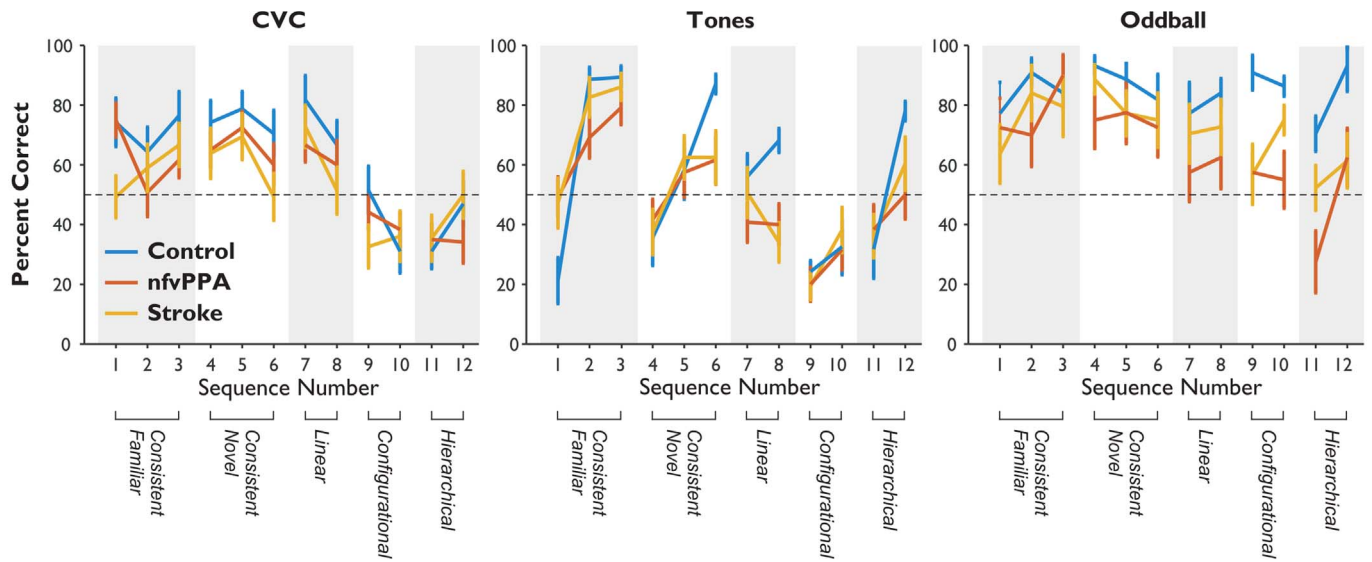 CVC
Tones
Oddball
Percent Correct
100
80
60
40
20
0
Control
nfvPPA
Stroke
1 2 3 4 5 6 7 8 9 10 11 12
Sequence Number
Consistent
Familiar
Consistent
Novel
Linear
Configurational
Hierarchical
100
80
60
40
20
0
1 2 3 4 5 6 7 8 9 10 11 12
Sequence Number
Consistent
Familiar
Consistent
Novel
Linear
Configurational
Hierarchical
100
80
60
40
20
0
1 2 3 4 5 6 7 8 9 10 11 12
Sequence Number
Consistent
Familiar
Consistent
Novel
Linear
Configurational
Hierarchical